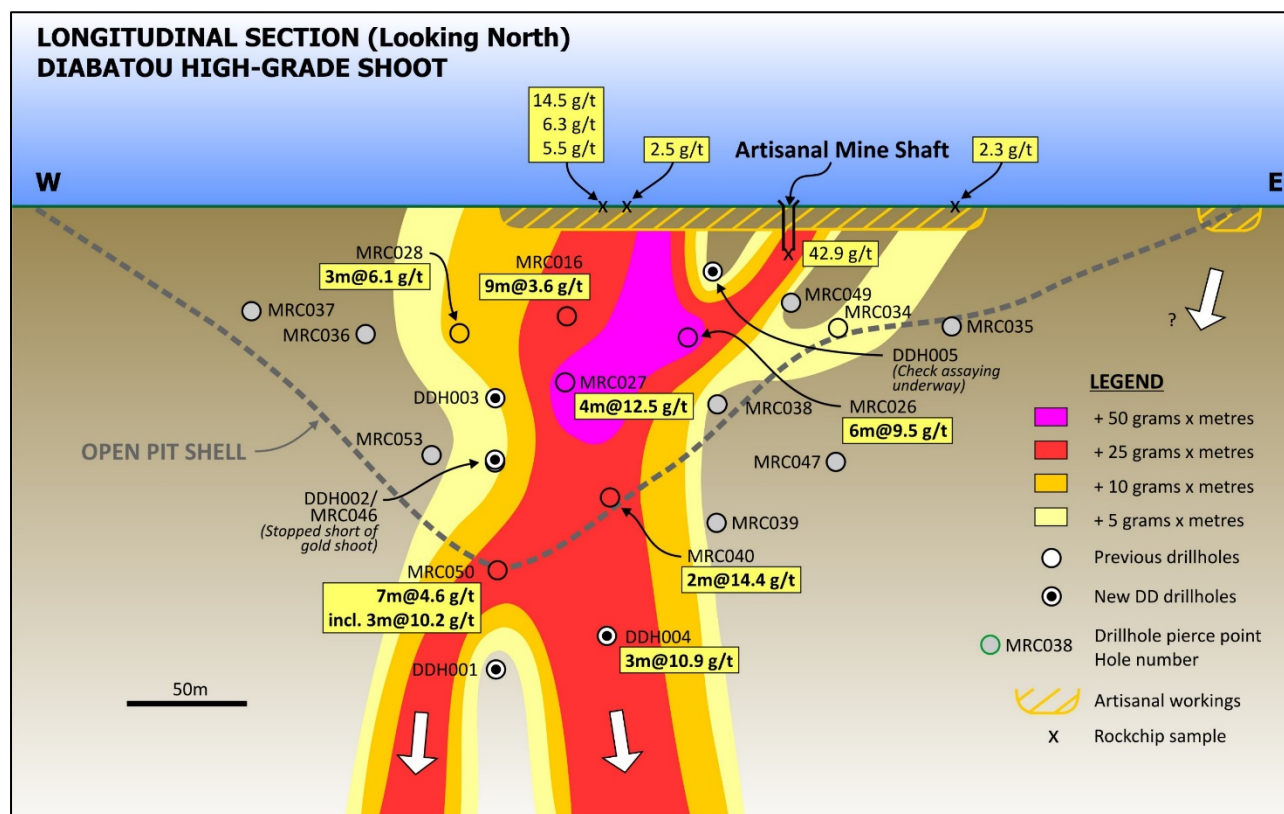 LONGITUDINAL SECTION (Looking North)
DIABATOU HIGH-GRADE SHOOT
14.5 g/t
6.3 g/t
5.5 g/t
2.5 g/t
Artisanal Mine Shaft
2.3 g/t
W
E
MRC028
3m@6.1 g/t
MRC016
9m@3.6 g/t
42.9 g/t
MRC037
MRC036
MRC049
MRC034
MRC035
?
DDH005
(Check assaying
underway)
DDH003
MRC027
4m@12.5 g/t
MRC038
MRC026
6m@9.5 g/t
MRC053
OPEN PIT SHELL
MRC047
DDH002/
MRC046
(Stopped short of
gold shoot)
MRC039
MRC040
2m@14.4 g/t
MRC050
7m@4.6 g/t
incl. 3m@10.2 g/t
DDH004
3m@10.9 g/t
DDH001
50m
LEGEND
+ 50 grams x metres
+ 25 grams x metres
+ 10 grams x metres
+ 5 grams x metres
Previous drillholes
New DD drillholes
MRC038
Drillhole pierce point
Hole number
Artisanal workings
x Rockchip sample